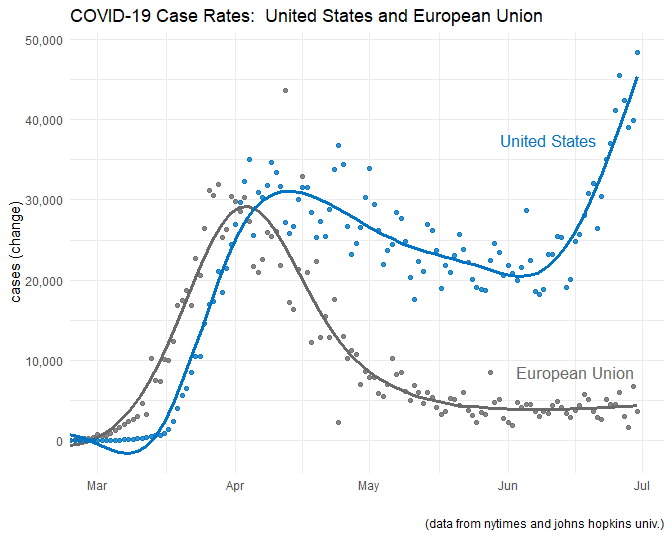 COVID-19 Case Rates:  United States and European Union
50,000
40,000
30,000
20,000
10,000
0
cases (change)
United States
European Union
Mar
Apr
May
Jun
Jul
(data from nytimes and johns hopkins univ.)